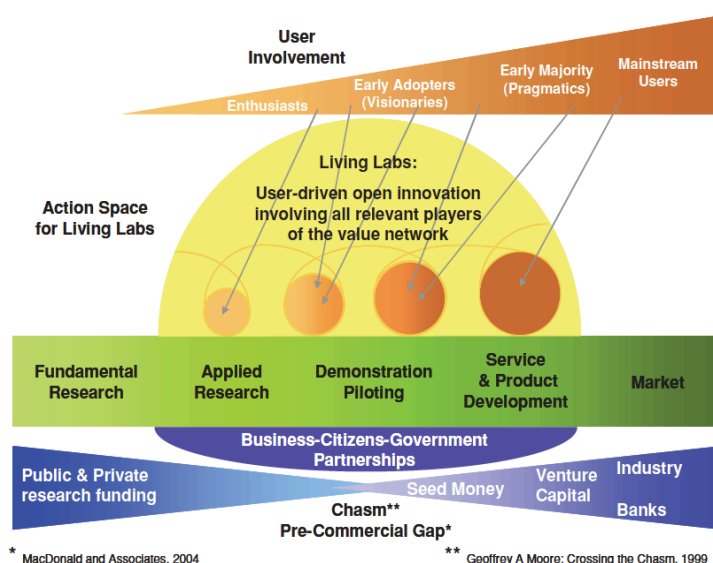 User
Involvement
Enthusiasts
Early Adopters
(Visionaries)
Early Majority
(Pragmatics)
Mainstream
Users
Living Labs:
User-driven open innovation
involving all relevant players
of the value network
Action Space
for Living Labs
Fundamental
Research
Applied
Research
Demonstration
Piloting
Service
& Product
Development
Market
Business-Citizens-Government
Partnerships
Public & Private
research funding
Seed Money
Venture
Capital
Industry
Banks
Chasm**
Pre-Commercial Gap*
* MacDonald and Associates, 2004
** Geoffrey A Moore: Crossing the Chasm, 1999